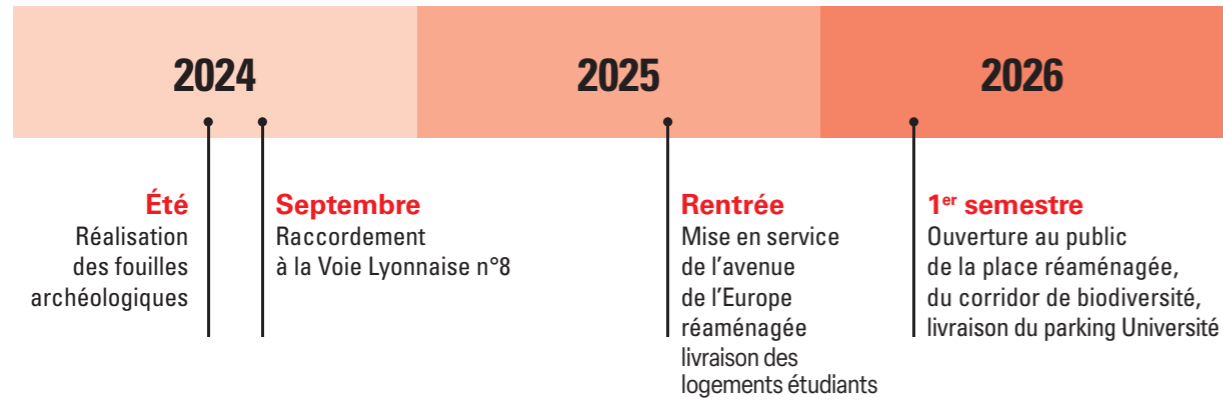 2024
2025
2026
Été
Réalisation
des fouilles
archéologiques
Septembre
Raccordement
à la Voie Lyonnaise n°8
Rentrée
Mise en service
de l’avenue
de l’Europe
réaménagée
livraison des
logements étudiants
1er semestre
Ouverture au public
de la place réaménagée,
du corridor de biodiversité,
livraison du parking Université